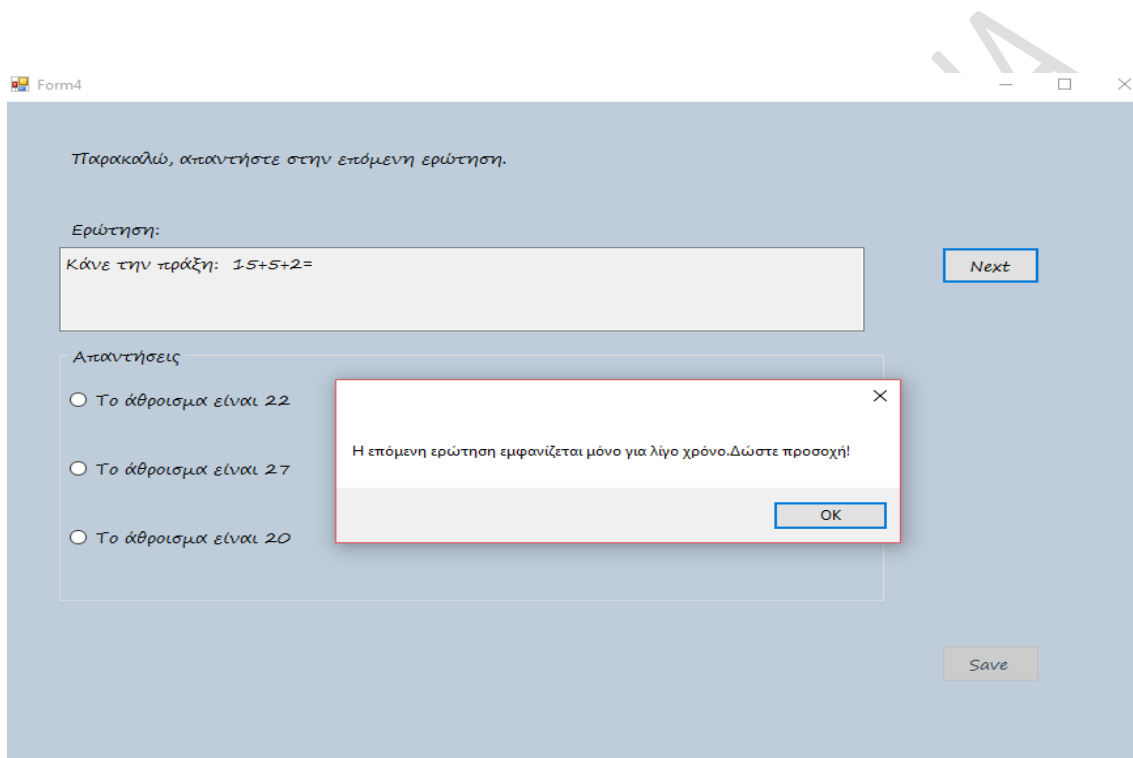 Form4
Παρακαλώ, απαντήστε στην επόμενη ερώτηση.
Ερώτηση:
Κάνε την πράξη: 15+5+2=
Next
Απαντήσεις
Το άθροισμα είναι 22
Η επόμενη ερώτηση εμφανίζεται μόνο για λίγο χρόνο.Δώστε προσοχή!
Το άθροισμα είναι 27
OK
Το άθροισμα είναι 20
Save